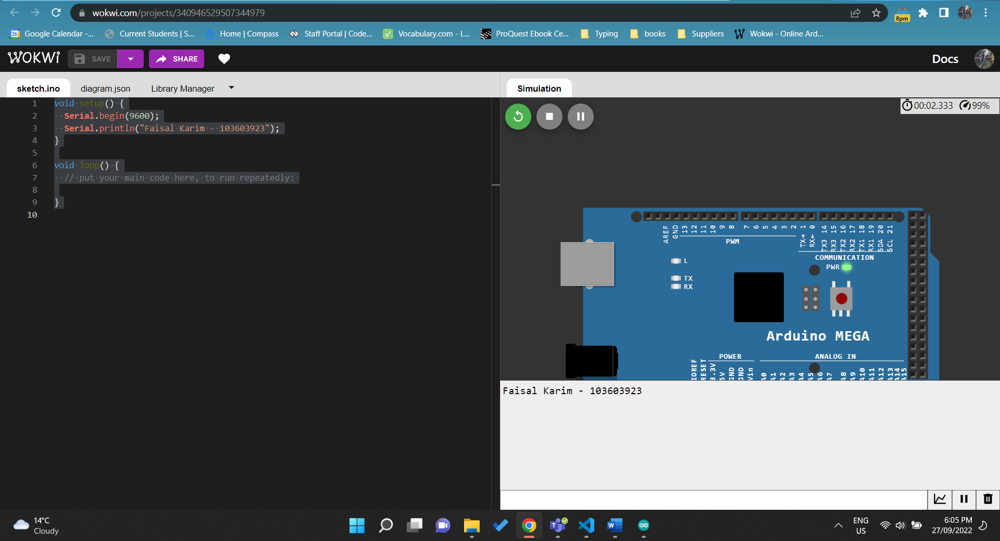 wokwi.com/projects/340946529507344979
8pm
26 Google Calendar -...
Current Students | S...
Home | Compass
Staff Portal | Code...
Vocabulary.com - L...
ProQuest Ebook Ce...
Typing
books
Suppliers
Wokwi - Online Ard...
WOKWi
SAVE
SHARE
Docs
sketch.ino
diagram.json
Library Manager
Simulation
1 void setup() {
2 Serial.begin(9600);
3 Serial.println("Faisal Karim - 103603923");
4 }
5
6 void loop() {
7 // put your main code here, to run repeatedly:
8
9 }
10
00:02.333 99%
AREF GND 13 12 11 10 9 8 7 6 5 4 3 2 TX→ 1 RX← 0 TX3 14 RX3 15 TX2 16 RX2 17 TX1 18 RX1 19 SDA 20 SCL 21
PWM
COMMUNICATION
L
PWR
TX
RX
Arduino MEGA
POWER
ANALOG IN
IOREF RESET 3.3V 5V GND GND Vin A0 A1 A2 A3 A4 A5 A6 A7 A8 A9 A10 A11 A12 A13 A14 A15
Faisal Karim - 103603923
14°C
Cloudy
ENG
US
6:05 PM
27/09/2022